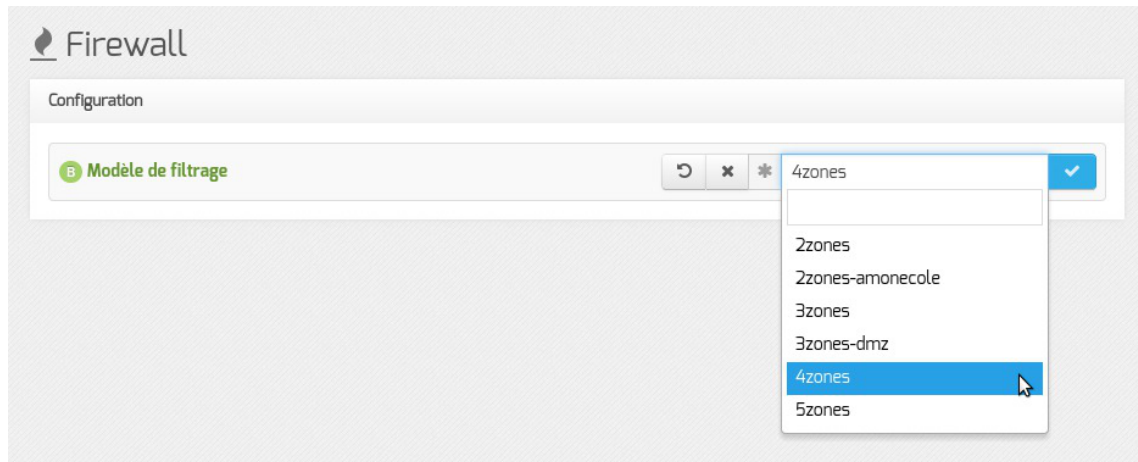 Firewall
Configuration
B Modèle de filtrage
4zones
2zones
2zones-amonecole
3zones
3zones-dmz
4zones
5zones